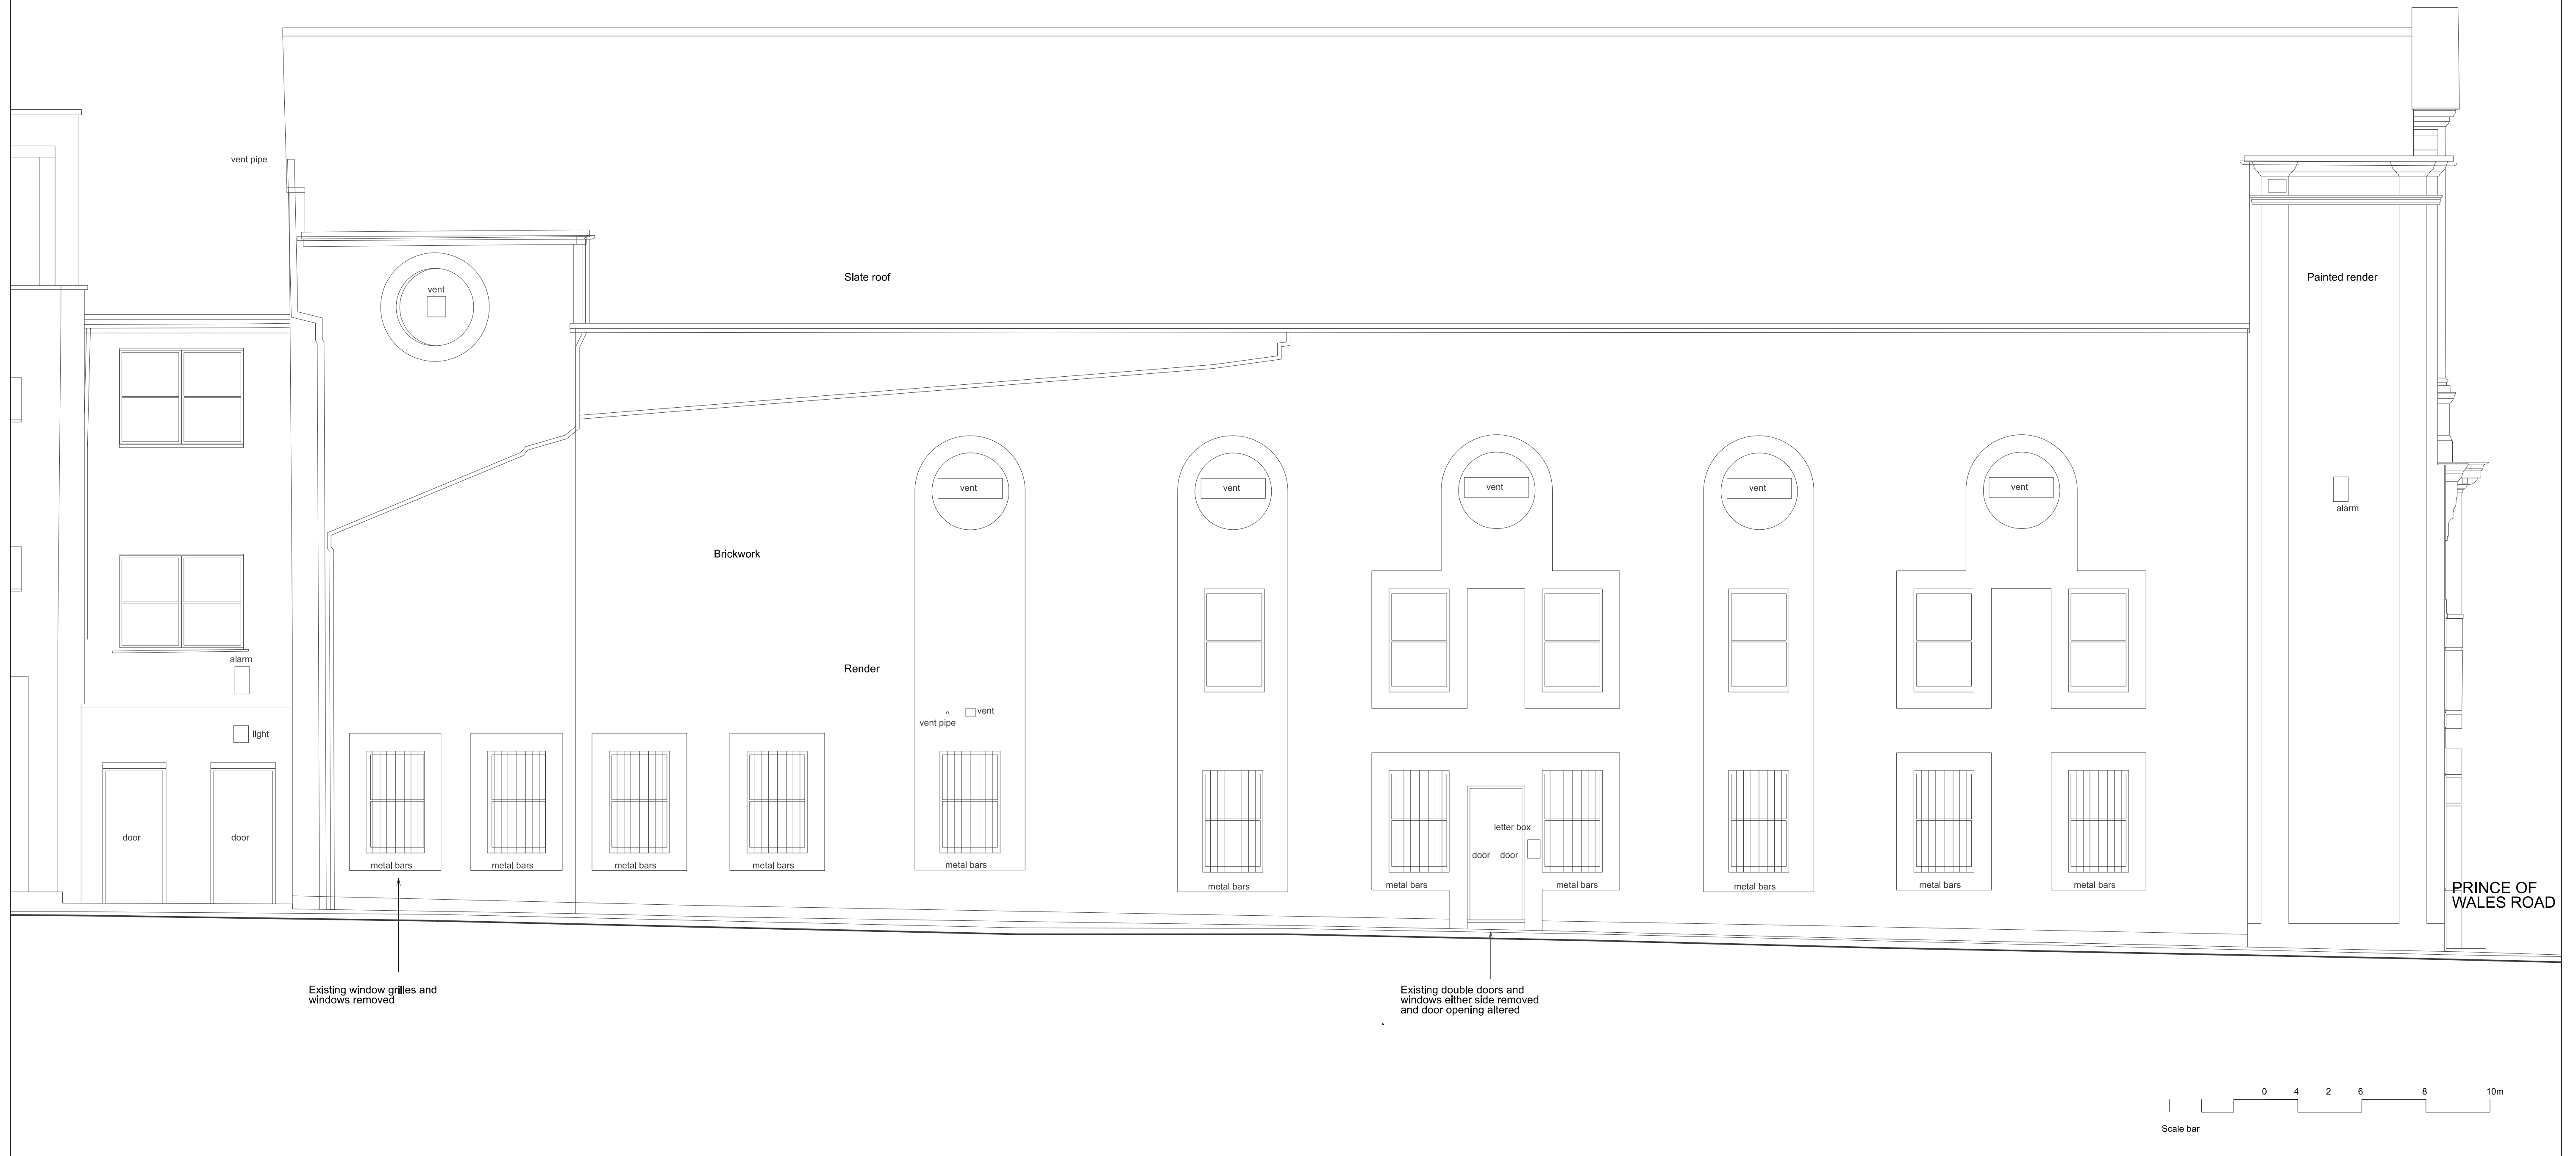 vent pipe
vent
Slate roof
Painted render
vent
vent
vent
vent
vent
alarm
Brickwork
alarm
Render
vent
vent pipe
light
letter box
door
door
door
door
metal bars
metal bars
metal bars
metal bars
metal bars
metal bars
metal bars
metal bars
metal bars
metal bars
metal bars
PRINCE OF
WALES ROAD
Existing window grilles and
windows removed
Existing double doors and
windows either side removed
and door opening altered
0 4 2 6 8 10m
Scale bar